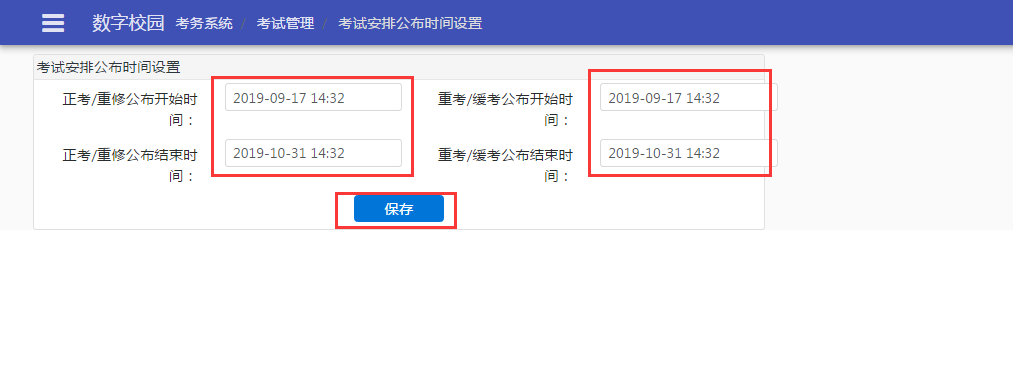 数字校园 考务系统 / 考试管理 / 考试安排公布时间设置
考试安排公布时间设置
正考/重修公布开始时间： 2019-09-17 14:32 重考/缓考公布开始时间： 2019-09-17 14:32
正考/重修公布结束时间： 2019-10-31 14:32 重考/缓考公布结束时间： 2019-10-31 14:32
保存